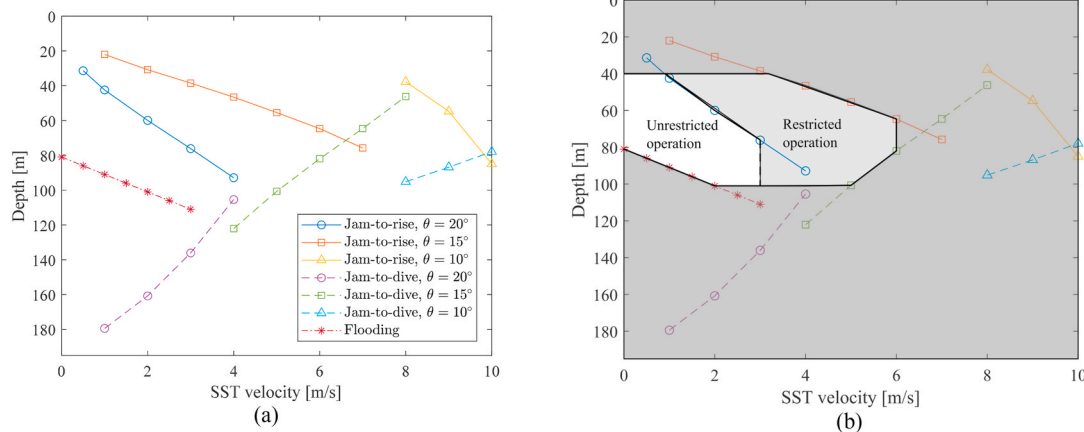 0
20
40
60
80
100
120
140
160
180
Depth [m]
0 2 4 6 8 10
SST velocity [m/s]
Jam-to-rise, θ = 20°
Jam-to-rise, θ = 15°
Jam-to-rise, θ = 10°
Jam-to-dive, θ = 20°
Jam-to-dive, θ = 15°
Jam-to-dive, θ = 10°
Flooding
(a)
0
20
40
60
80
100
120
140
160
180
Depth [m]
Unrestricted
operation
Restricted
operation
0 2 4 6 8 10
SST velocity [m/s]
(b)